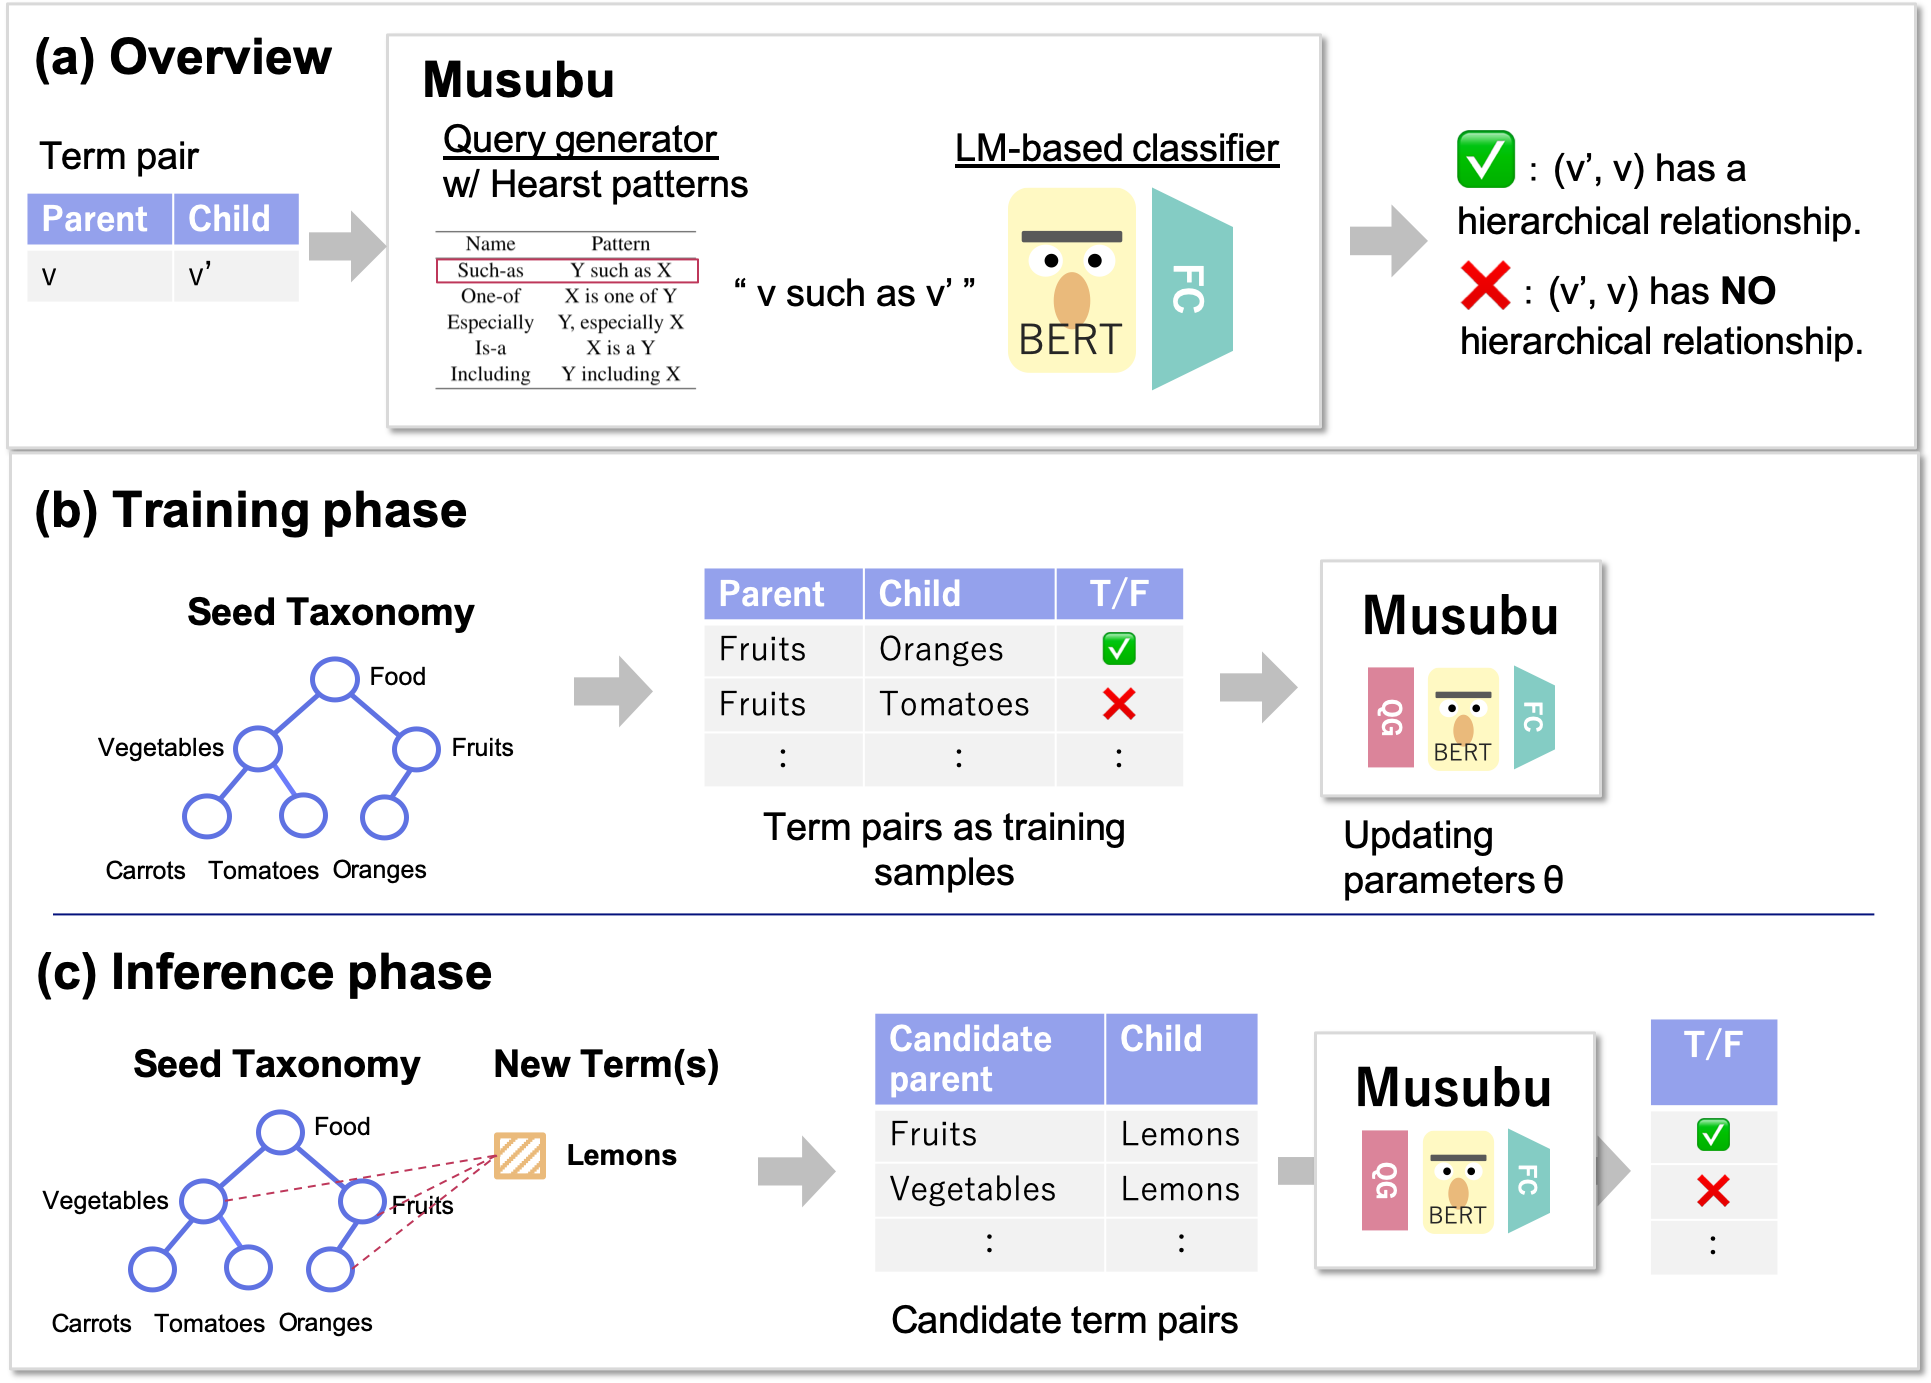 (a) Overview
Term pair
Parent Child
v v’
Musubu
Query generator
w/ Hearst patterns
Name Pattern
Such-as Y such as X
One-of X is one of Y
Especially Y, especially X
Is-a X is a Y
Including Y including X
“ v such as v’ ”
LM-based classifier
BERT
FC
: (v’, v) has a
hierarchical relationship.
: (v’, v) has NO
hierarchical relationship.
(b) Training phase
Seed Taxonomy
Food
Vegetables
Fruits
Carrots Tomatoes Oranges
Parent Child T/F
Fruits Oranges
Fruits Tomatoes
: : :
Term pairs as training
samples
Musubu
QG
BERT
FC
Updating
parameters θ
(c) Inference phase
Seed Taxonomy
New Term(s)
Food
Lemons
Vegetables
Fruits
Carrots Tomatoes Oranges
Candidate
parent
Child
Fruits Lemons
Vegetables Lemons
: :
Candidate term pairs
Musubu
QG
BERT
FC
T/F
: